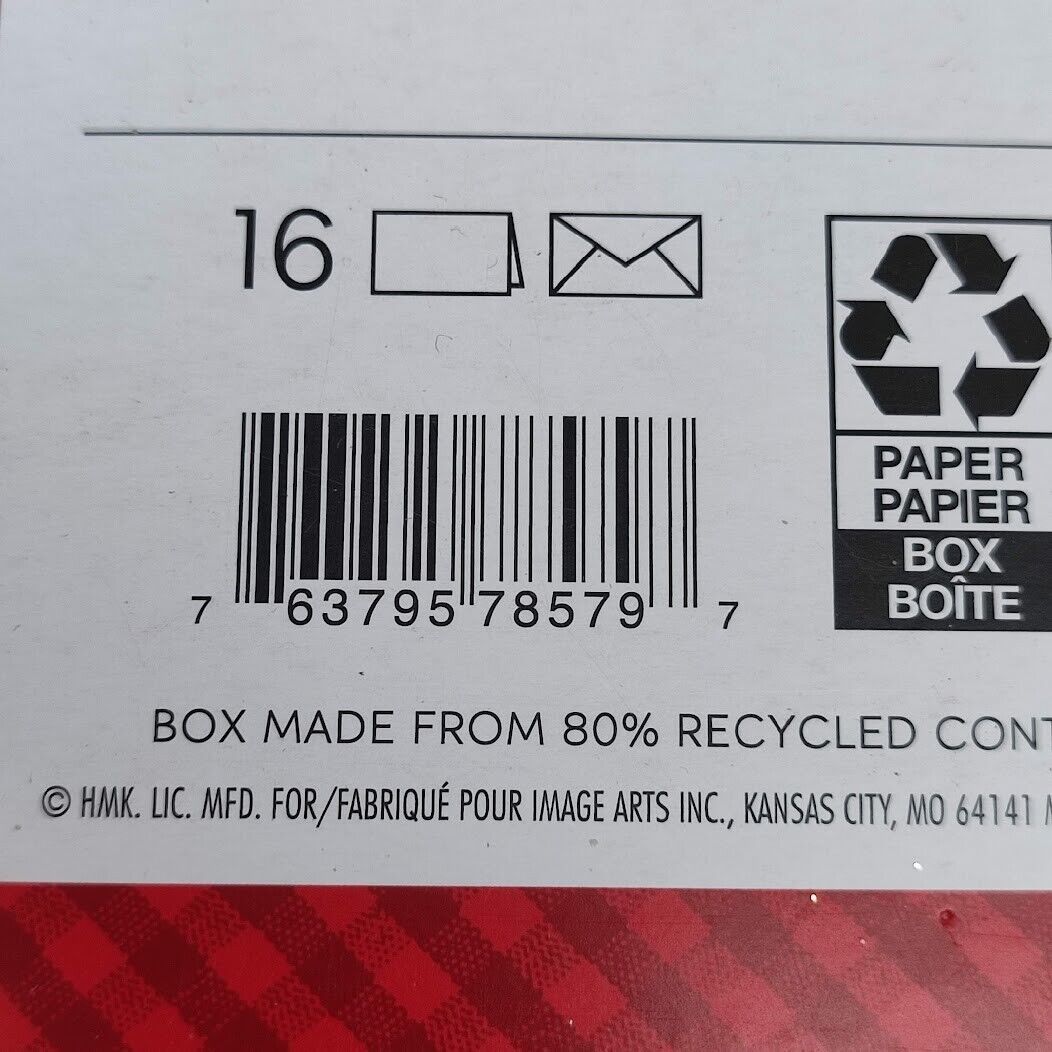 16
PAPER
PAPIER
BOX
BOÎTE
7 63795 78579 7
BOX MADE FROM 80% RECYCLED CONT
© HMK. LIC. MFD. FOR/FABRIQUÉ POUR IMAGE ARTS INC., KANSAS CITY, MO 64141